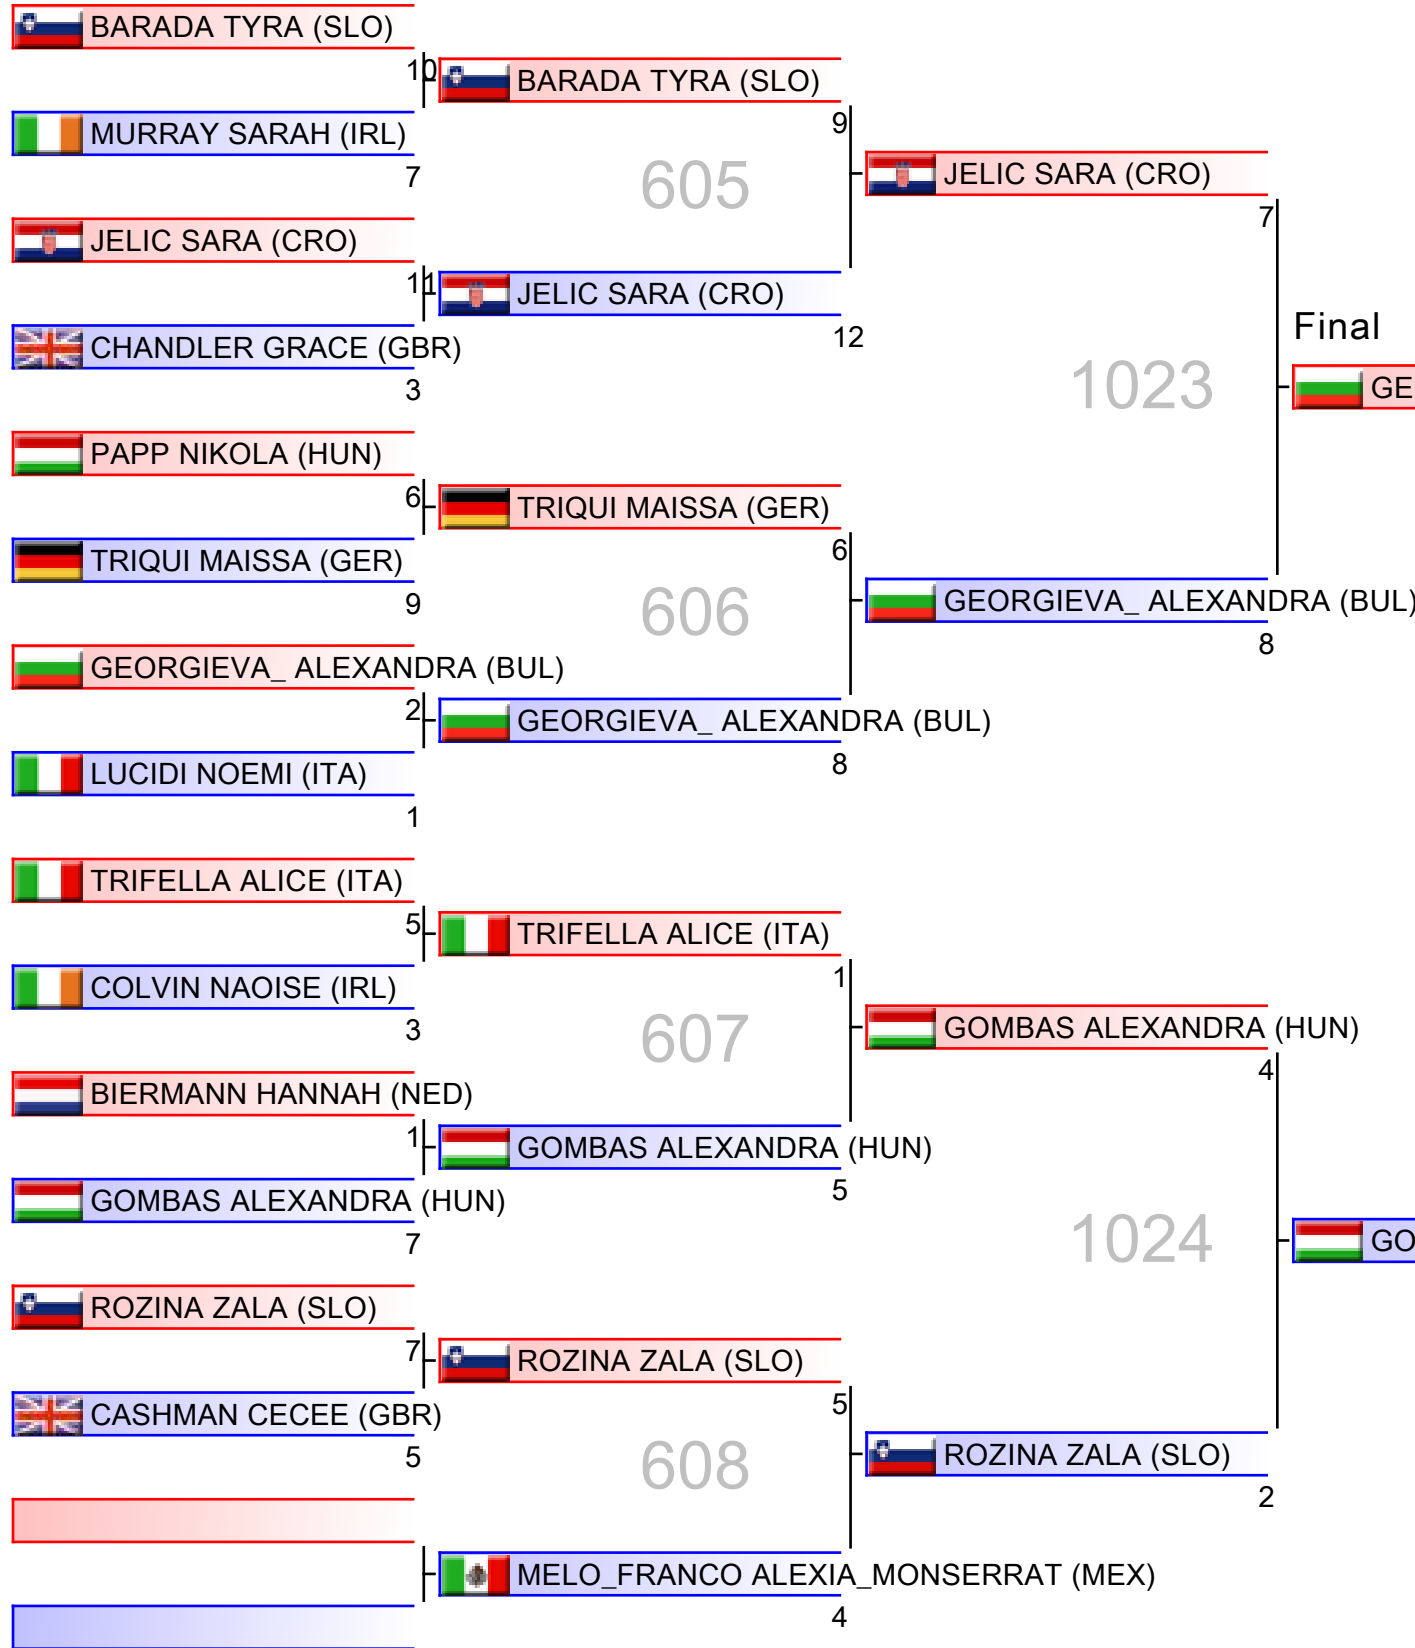 BARADA TYRA (SLO)
10
BARADA TYRA (SLO)
MURRAY SARAH (IRL)
9
7
605
JELIC SARA (CRO)
7
JELIC SARA (CRO)
11
JELIC SARA (CRO)
CHANDLER GRACE (GBR)
12
3
Final
1023
GE
PAPP NIKOLA (HUN)
6
TRIQUI MAISSA (GER)
TRIQUI MAISSA (GER)
6
9
606
GEORGIEVA_ ALEXANDRA (BUL)
8
GEORGIEVA_ ALEXANDRA (BUL)
2
GEORGIEVA_ ALEXANDRA (BUL)
LUCIDI NOEMI (ITA)
8
1
TRIFELLA ALICE (ITA)
5
TRIFELLA ALICE (ITA)
COLVIN NAOISE (IRL)
1
3
607
GOMBAS ALEXANDRA (HUN)
4
BIERMANN HANNAH (NED)
1
GOMBAS ALEXANDRA (HUN)
GOMBAS ALEXANDRA (HUN)
5
7
1024
GO
ROZINA ZALA (SLO)
7
ROZINA ZALA (SLO)
CASHMAN CECEE (GBR)
5
5
608
ROZINA ZALA (SLO)
2
MELO_FRANCO ALEXIA_MONSERRAT (MEX)
4